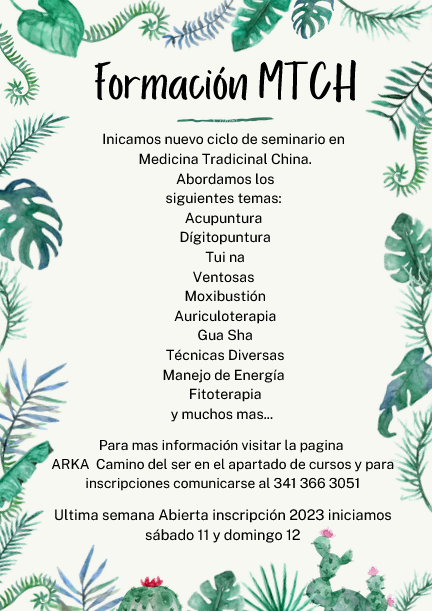 Formación MTCH
Inicamos nuevo ciclo de seminario en
Medicina Tradicinal China.
Abordamos los
siguientes temas:
Acupuntura
Dígitopuntura
Tui na
Ventosas
Moxibustión
Auriculoterapia
Gua Sha
Técnicas Diversas
Manejo de Energía
Fitoterapia
y muchos mas...
Para mas información visitar la pagina
ARKA Camino del ser en el apartado de cursos y para
inscripciones comunicarse al 341 366 3051
Ultima semana Abierta inscripción 2023 iniciamos
sábado 11 y domingo 12